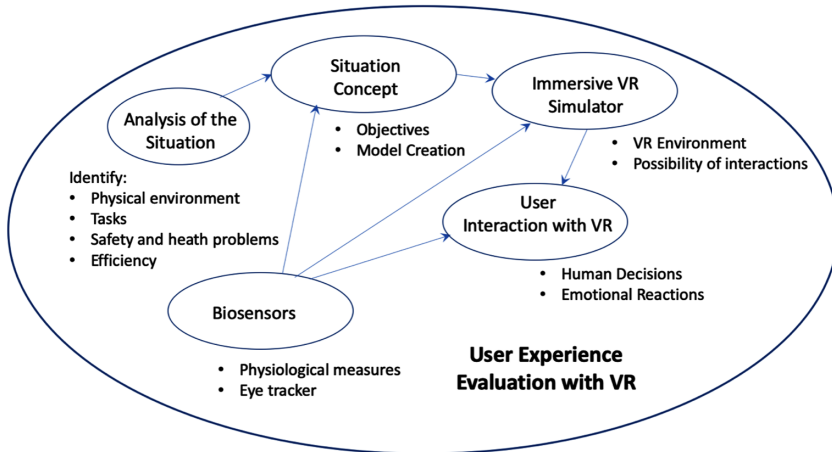 Analysis of the
Situation
Identify:
• Physical environment
• Tasks
• Safety and heath problems
• Efficiency
Situation
Concept
• Objectives
• Model Creation
Immersive VR
Simulator
• VR Environment
• Possibility of interactions
User
Interaction with VR
• Human Decisions
• Emotional Reactions
Biosensors
• Physiological measures
• Eye tracker
User Experience
Evaluation with VR